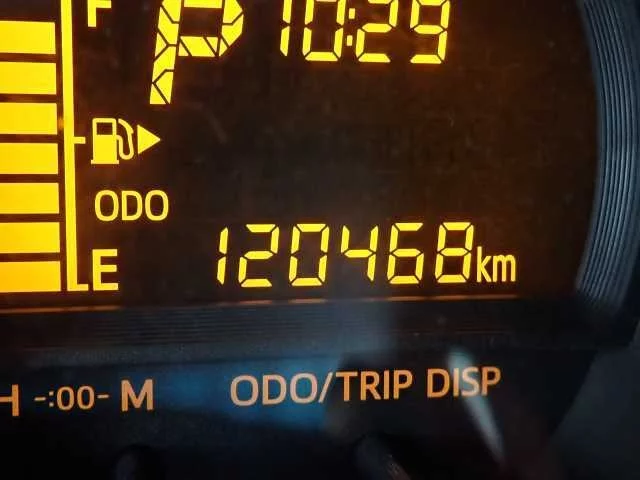 F P 10:29
ODO
E 120468km
H -:00- M ODO/TRIP DISP